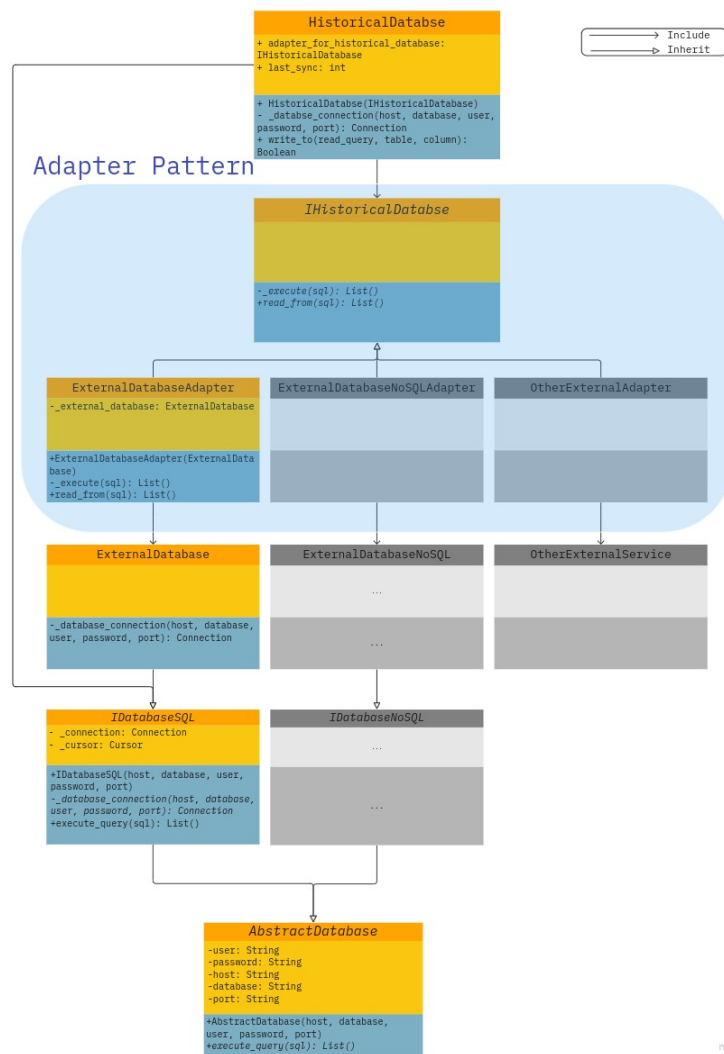 HistoricalDatabse
+ adapter_for_historical_database:
IHistoricalDatabase
+ last_sync: int
+ HistoricalDatabse(IHistoricalDatabase)
- _databse_connection(host, database, user,
password, port): Connection
+ write_to(read_query, table, column):
Boolean
Include
Inherit
Adapter Pattern
IHistoricalDatabse
-_execute(sql): List()
+read_from(sql): List()
ExternalDatabaseAdapter
-_external_database: ExternalDatabase
+ExternalDatabaseAdapter(ExternalData
base)
-_execute(sql): List()
+read_from(sql): List()
ExternalDatabaseNoSQLAdapter
OtherExternalAdapter
ExternalDatabase
-_database_connection(host, database,
user, password, port): Connection
ExternalDatabaseNoSQL
...
...
OtherExternalService
IDatabaseSQL
- _connection: Connection
- _cursor: Cursor
+IDatabaseSQL(host, database, user,
password, port)
-_database_connection(host, database,
user, password, port): Connection
+execute_query(sql): List()
IDatabaseNoSQL
...
...
AbstractDatabase
-user: String
-password: String
-host: String
-database: String
-port: String
+AbstractDatabase(host, database,
user, password, port)
+execute_query(sql): List()